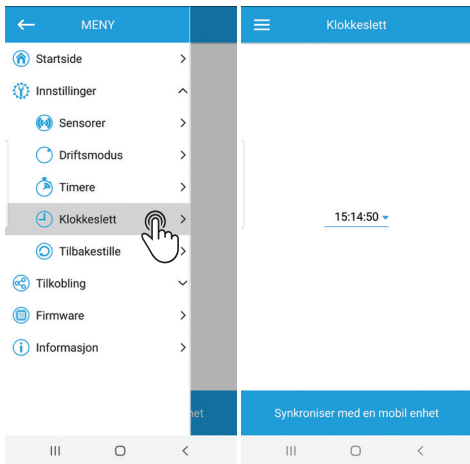 MENY
Startside
Innstillinger
Sensorer
Driftsmodus
Timere
Klokkeslett
Tilbakestille
Tilkobling
Firmware
Informasjon
het
Klokkeslett
15:14:50
Synkroniser med en mobil enhet